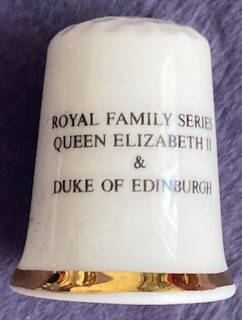 ROYAL FAMILY SERIES
QUEEN ELIZABETH II
&
DUKE OF EDINBURGH